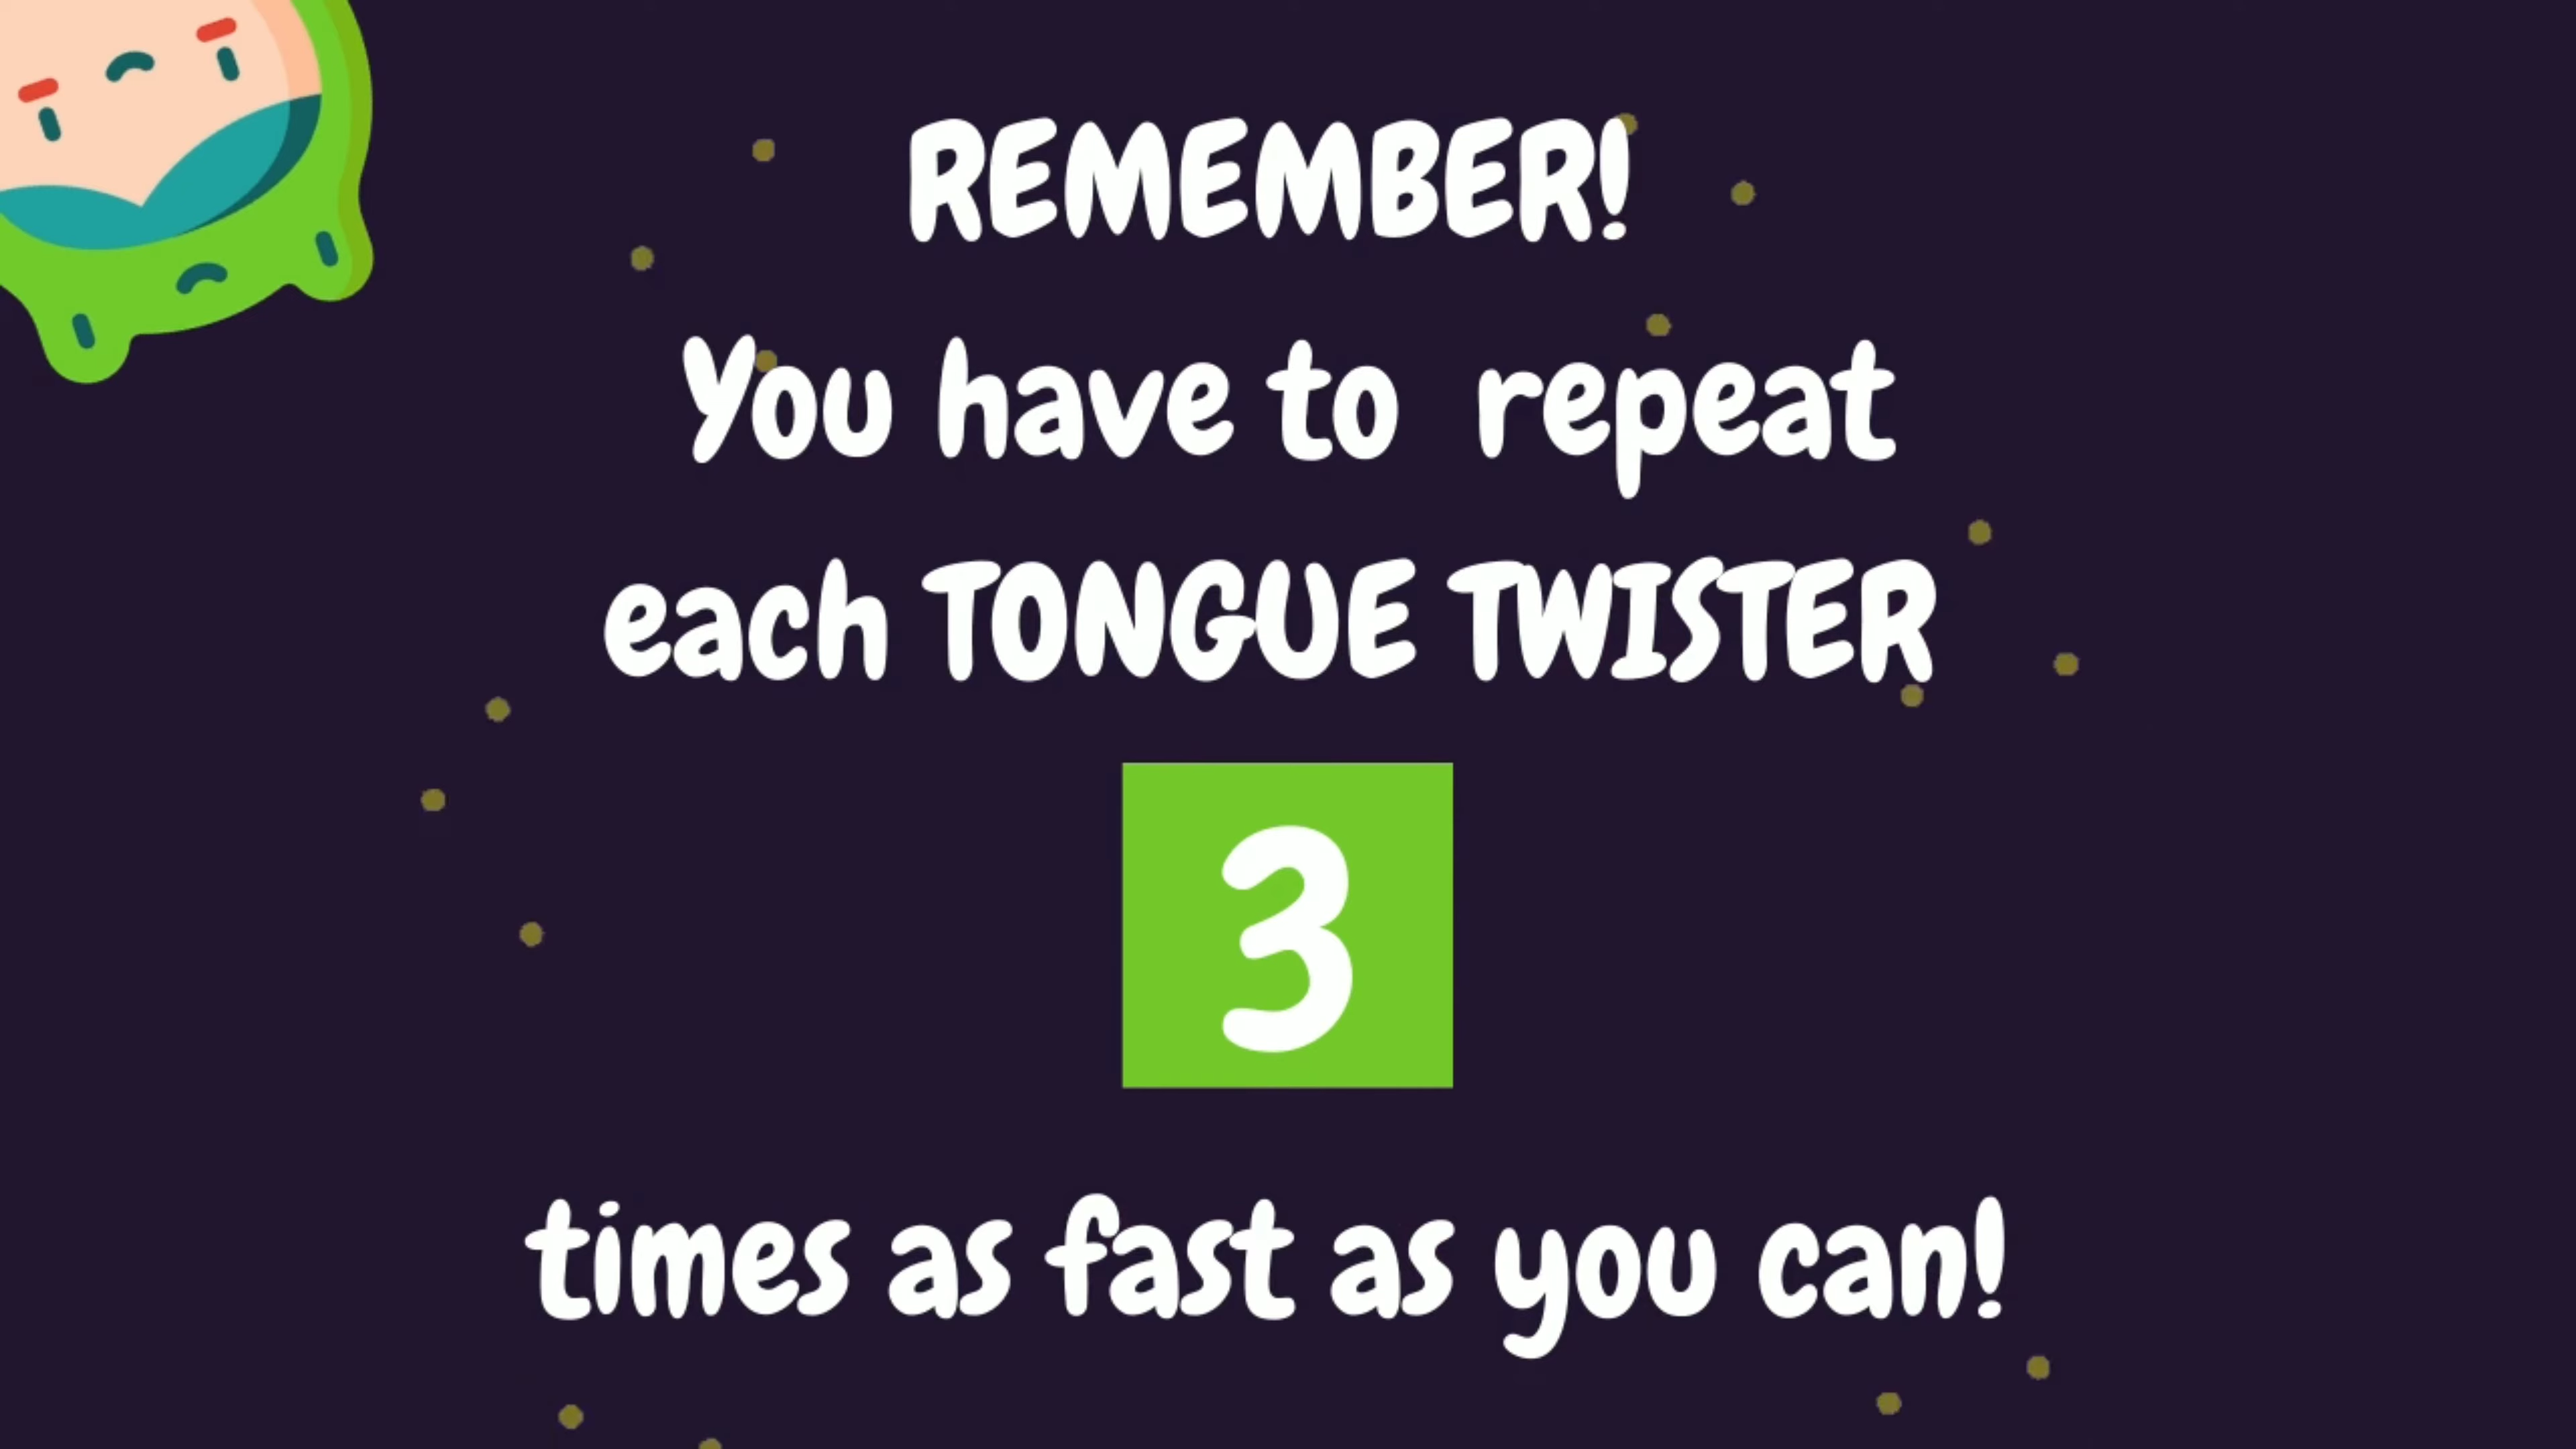 REMEMBER!
You have to repeat
each TONGUE TWISTER
3
times as fast as you can!